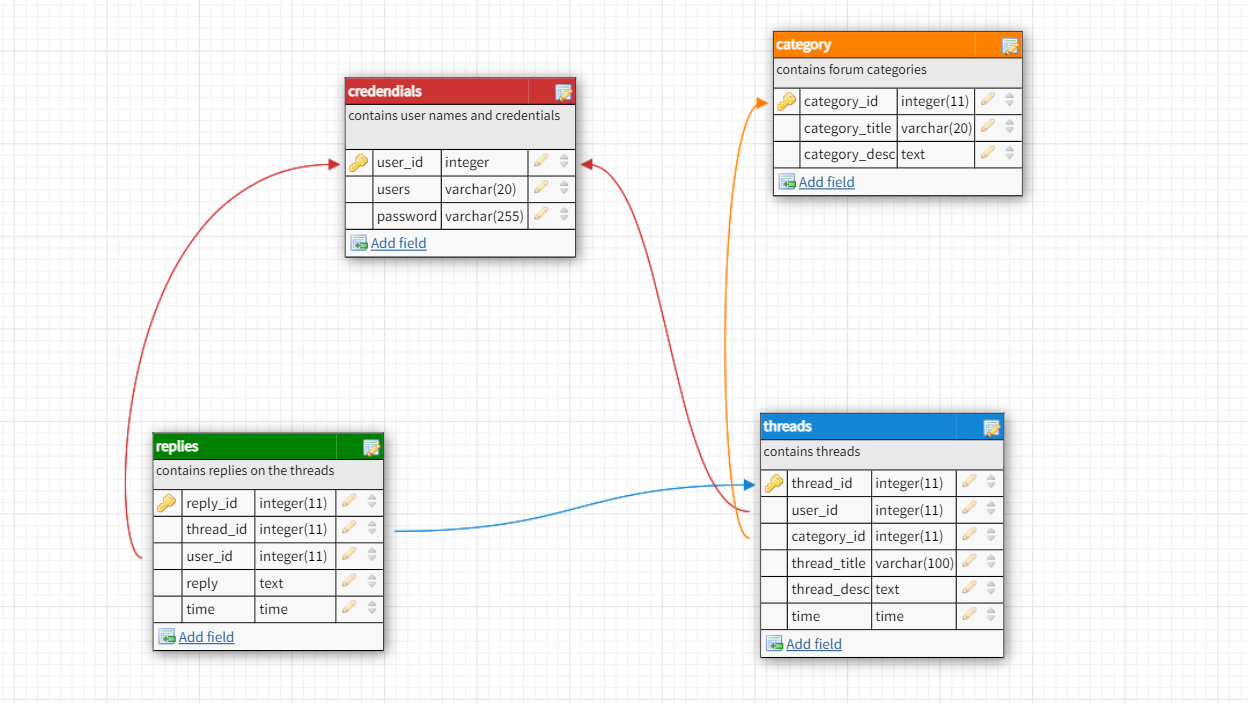 category
contains forum categories
category_id integer(11)
category_title varchar(20)
category_desc text
Add field
credendials
contains user names and credentials
user_id integer
users varchar(20)
password varchar(255)
Add field
replies
contains replies on the threads
reply_id integer(11)
thread_id integer(11)
user_id integer(11)
reply text
time time
Add field
threads
contains threads
thread_id integer(11)
user_id integer(11)
category_id integer(11)
thread_title varchar(100)
thread_desc text
time time
Add field